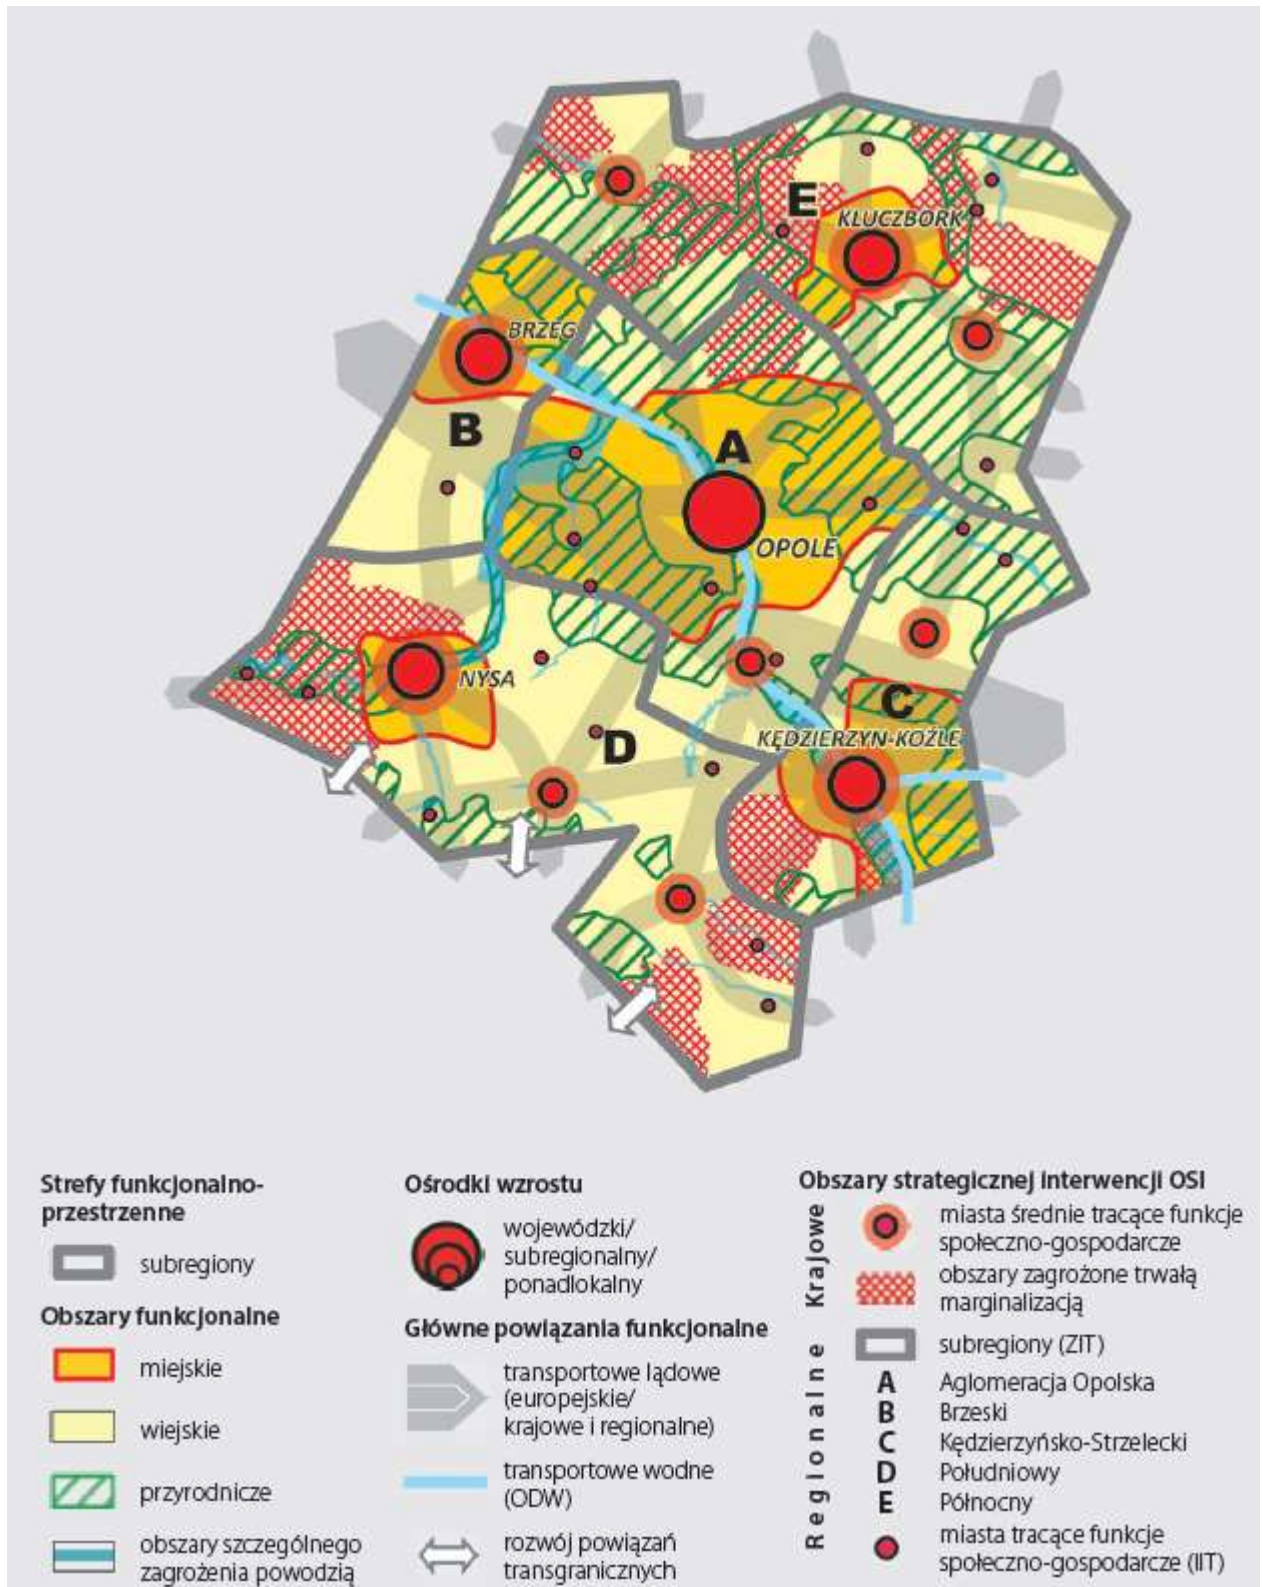 E
KLUCZBORK
BRZEG
B
A
OPOLE
NYSA
C
D
KĘDZIERZYN-KOŹLE
Strefy funkcjonalno-
przestrzenne
subregiony
Obszary funkcjonalne
miejskie
wiejskie
przyrodnicze
obszary szczególnego
zagrożenia powodzią
Ośrodki wzrostu
wojewódzki/
subregionalny/
ponadlokalny
Główne powiązania funkcjonalne
transportowe lądowe
(europejskie/
krajowe i regionalne)
transportowe wodne
(ODW)
rozwój powiązań
transgranicznych
Obszary strategicznej interwencji OSI
Krajowe
miasta średnie tracące funkcje
społeczno-gospodarcze
obszary zagrożone trwałą
marginalizacją
Regionalne
subregiony (ZIT)
A Aglomeracja Opolska
B Brzeski
C Kędzierzyńsko-Strzelecki
D Południowy
E Północny
miasta tracące funkcje
społeczno-gospodarcze (IIT)